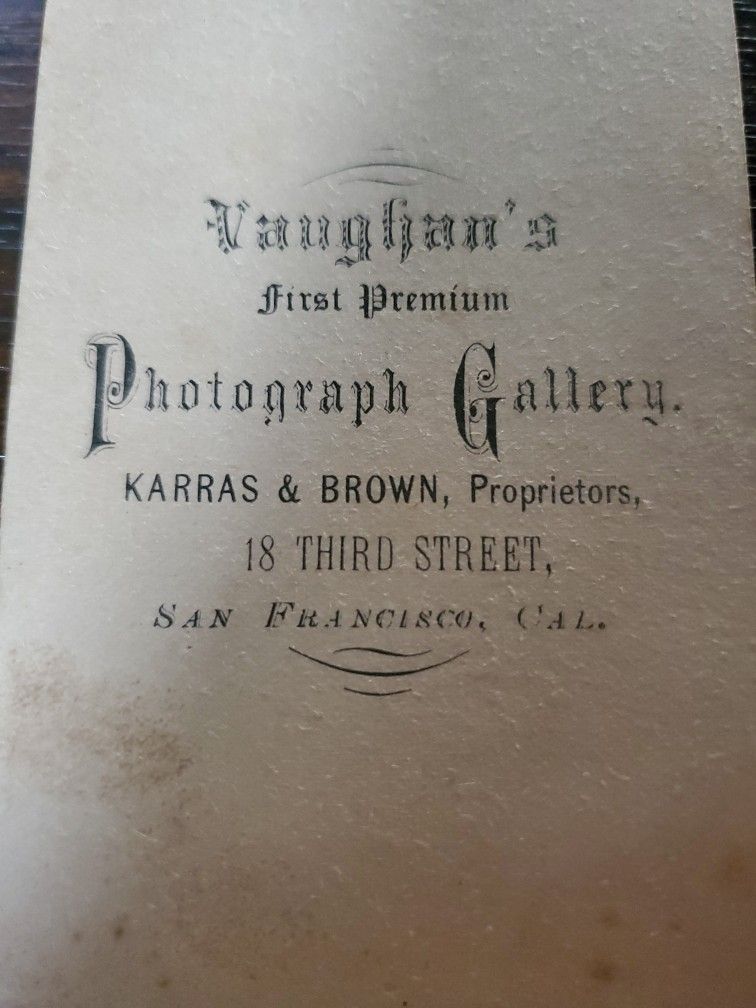 Vaughan's
First Premium
Photograph Gallery.
KARRAS & BROWN, Proprietors,
18 THIRD STREET,
SAN FRANCISCO, CAL.